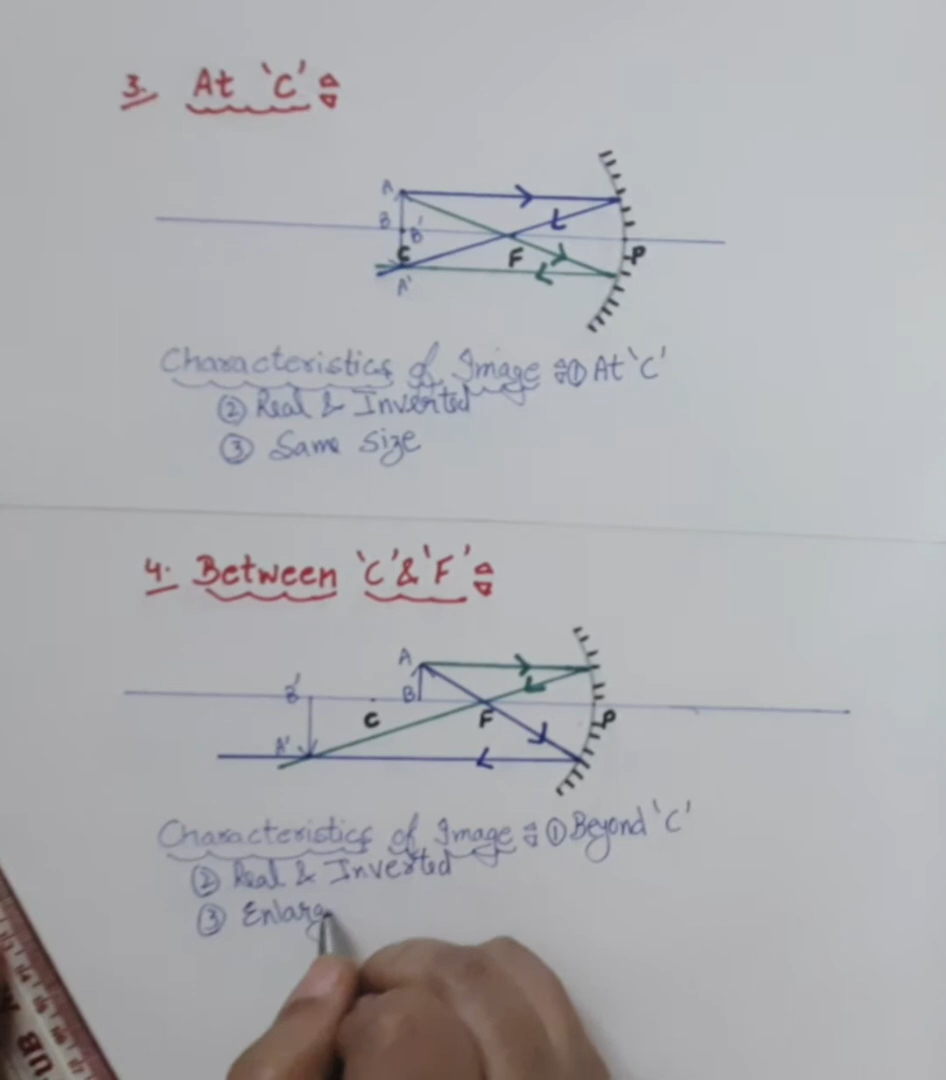 3. At 'C':
A
B B'
C F P
A'
Characteristics of Image :① At 'C'
② Real & Inverted
③ Same size
4. Between 'C'&'F':
A
B' B
C F P
A'
Characteristics of Image :① Beyond 'C'
② Real & Inverted
③ Enlarg